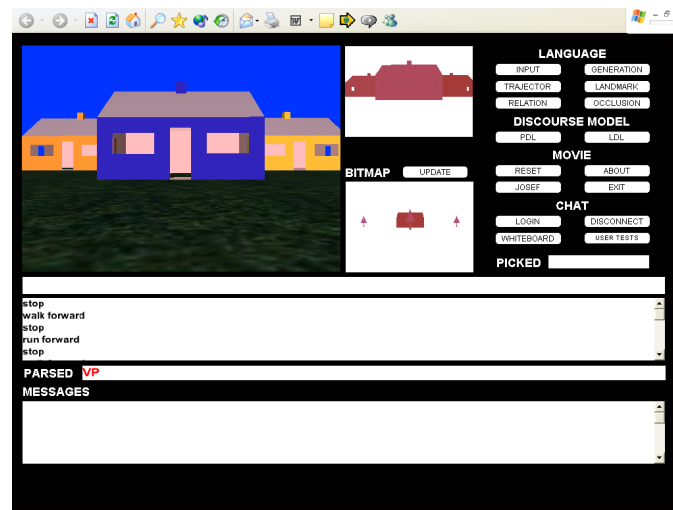 LANGUAGE
INPUT GENERATION
TRAJECTOR LANDMARK
RELATION OCCLUSION
DISCOURSE MODEL
PDL LDL
MOVIE
BITMAP UPDATE
RESET ABOUT
JOSEF EXIT
CHAT
LOGIN DISCONNECT
WHITEBOARD USER TESTS
PICKED
stop
walk forward
stop
run forward
stop
PARSED VP
MESSAGES